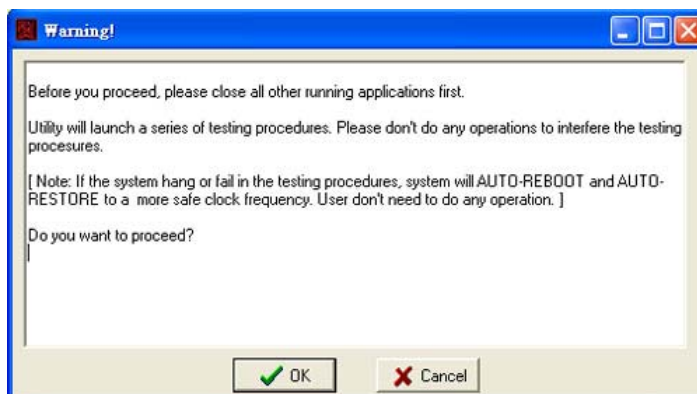 Warning!
Before you proceed, please close all other running applications first.
Utility will launch a series of testing procedures. Please don't do any operations to interfere the testing
procesures.
[ Note: If the system hang or fail in the testing procedures, system will AUTO-REBOOT and AUTO-
RESTORE to a more safe clock frequency. User don't need to do any operation. ]
Do you want to proceed?
OK
Cancel